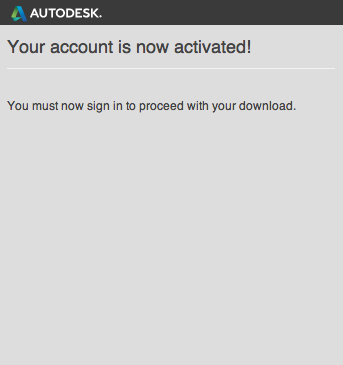 AUTODESK.
Your account is now activated!
You must now sign in to proceed with your download.